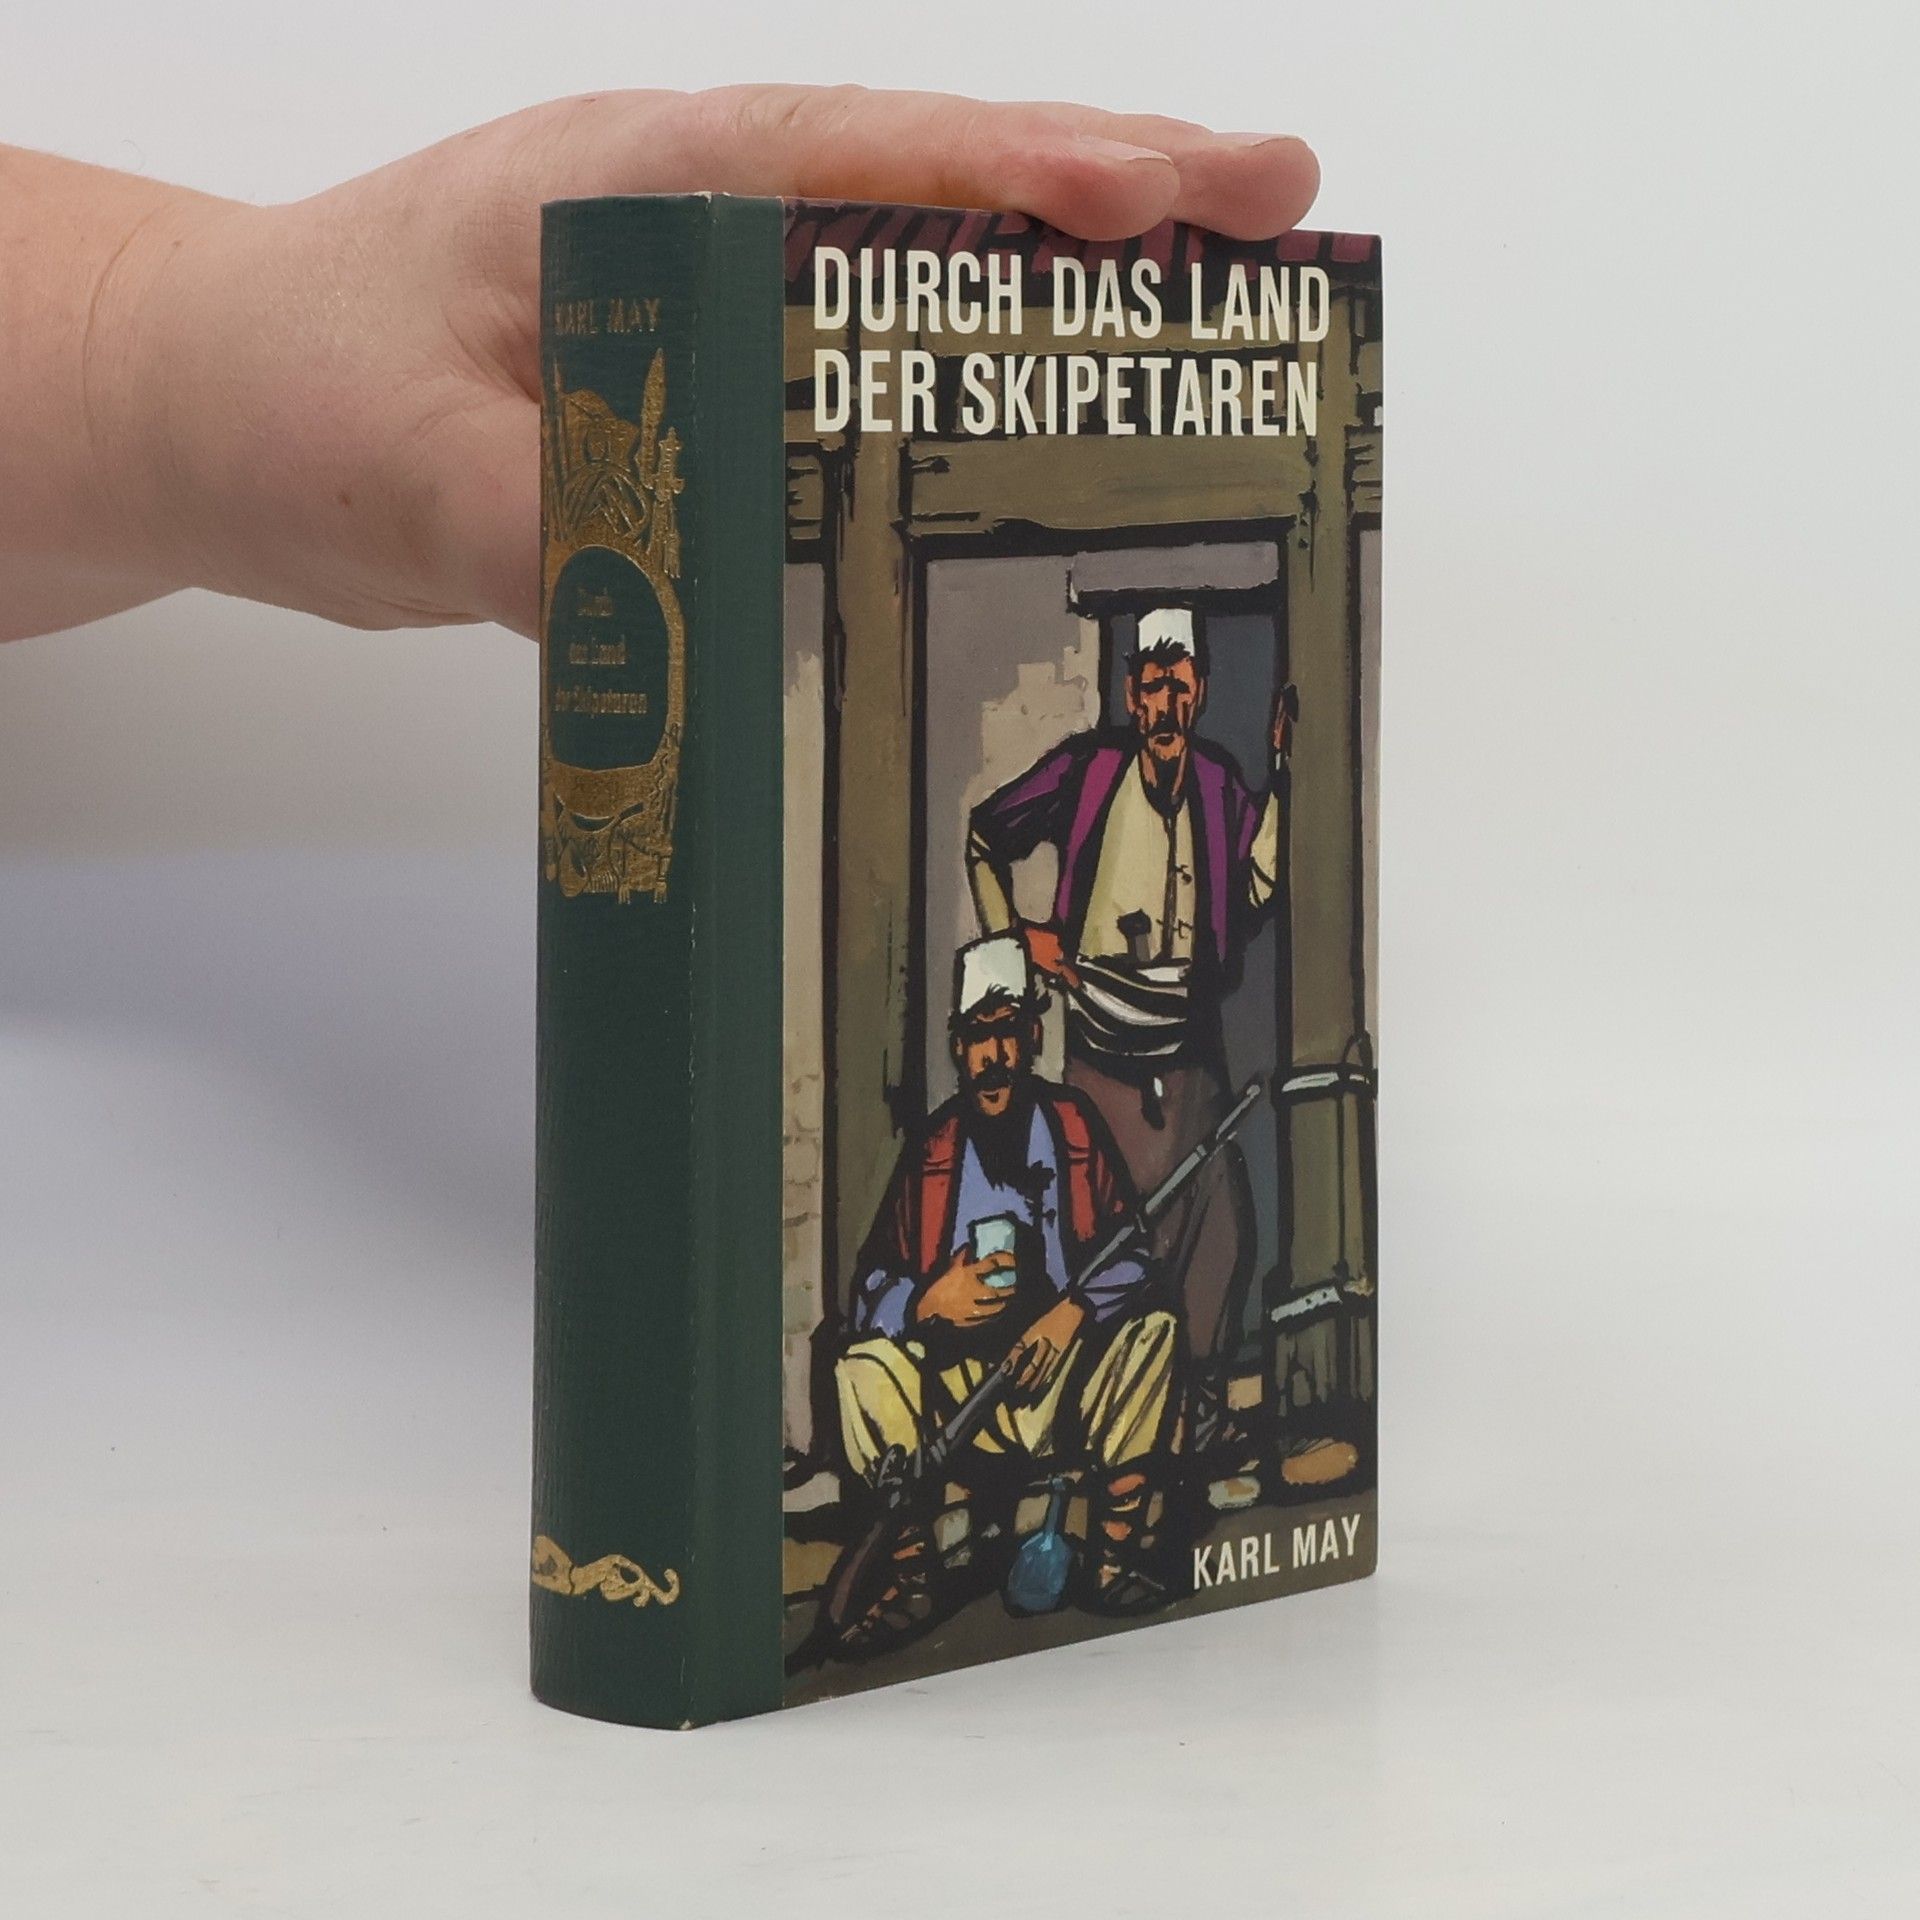 KARL MAY
Durch
das Land
der Skipetaren
DURCH DAS LAND
DER SKIPETAREN
KARL MAY